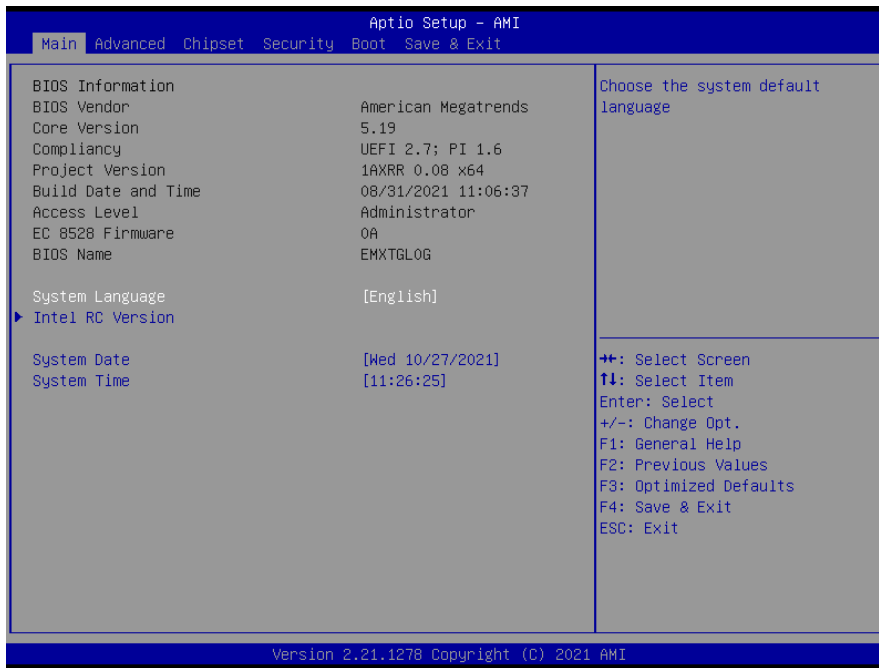 Aptio Setup - AMI
Main Advanced Chipset Security Boot Save & Exit
BIOS Information
BIOS Vendor American Megatrends
Core Version 5.19
Compliancy UEFI 2.7; PI 1.6
Project Version 1AXRR 0.08 x64
Build Date and Time 08/31/2021 11:06:37
Access Level Administrator
EC 8528 Firmware 0A
BIOS Name EMXTGL0G
System Language [English]
Intel RC Version
System Date [Wed 10/27/2021]
System Time [11:26:25]
Choose the system default
language
→←: Select Screen
↑↓: Select Item
Enter: Select
+/-: Change Opt.
F1: General Help
F2: Previous Values
F3: Optimized Defaults
F4: Save & Exit
ESC: Exit
Version 2.21.1278 Copyright (C) 2021 AMI